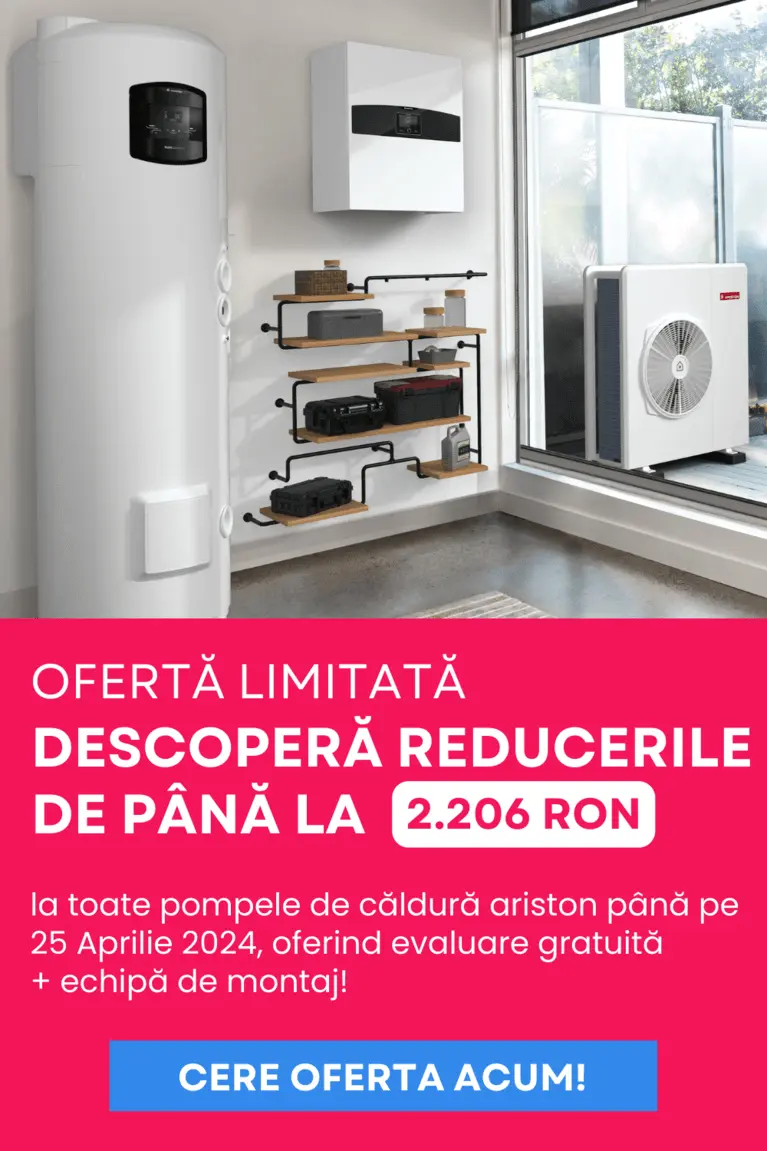 OFERTĂ LIMITATĂ
DESCOPERĂ REDUCERILE
DE PÂNĂ LA 2.206 RON
la toate pompele de căldură ariston până pe
25 Aprilie 2024, oferind evaluare gratuită
+ echipă de montaj!
CERE OFERTA ACUM!